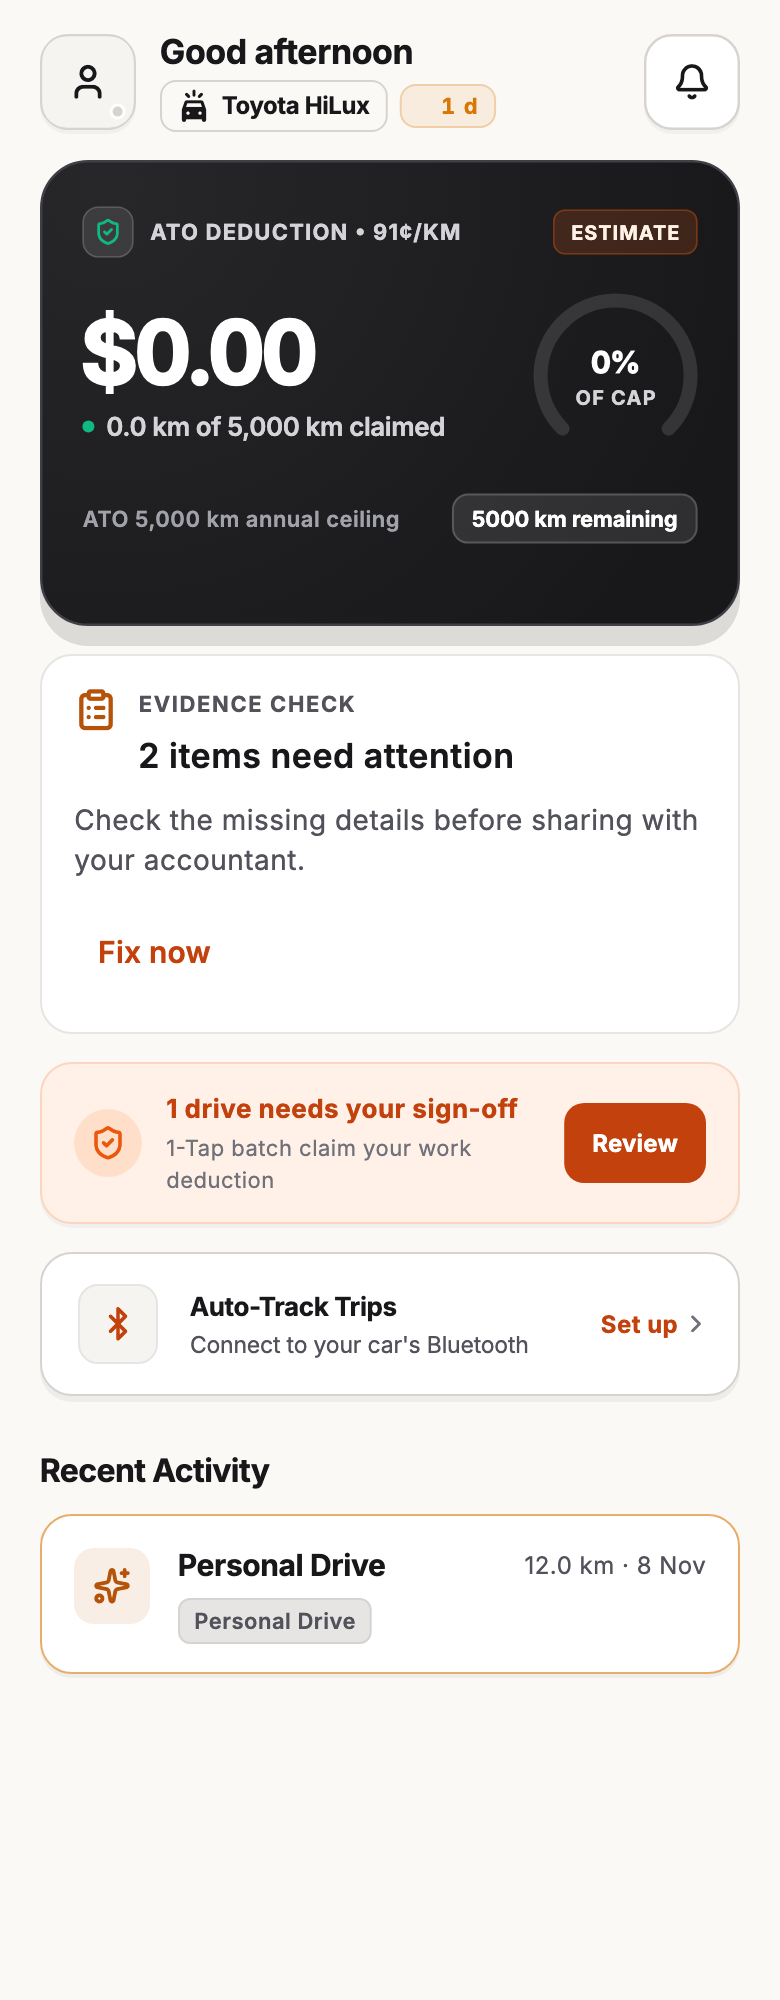 Good afternoon
Toyota HiLux
1 d
ATO DEDUCTION • 91¢/KM
ESTIMATE
$0.00
0%
OF CAP
0.0 km of 5,000 km claimed
ATO 5,000 km annual ceiling
5000 km remaining
EVIDENCE CHECK
2 items need attention
Check the missing details before sharing with
your accountant.
Fix now
1 drive needs your sign-off
1-Tap batch claim your work
deduction
Review
Auto-Track Trips
Connect to your car's Bluetooth
Set up
Recent Activity
Personal Drive
12.0 km · 8 Nov
Personal Drive